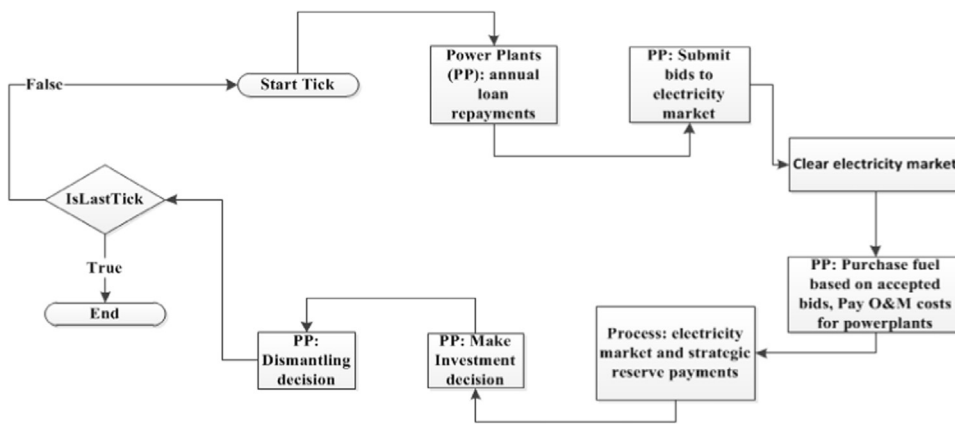 Start Tick
Power Plants
(PP): annual
loan
repayments
PP: Submit
bids to
electricity
market
Clear electricity market
PP: Purchase fuel
based on accepted
bids, Pay O&M costs
for powerplants
Process: electricity
market and strategic
reserve payments
PP: Make
Investment
decision
PP:
Dismantling
decision
IsLastTick
False
True
End